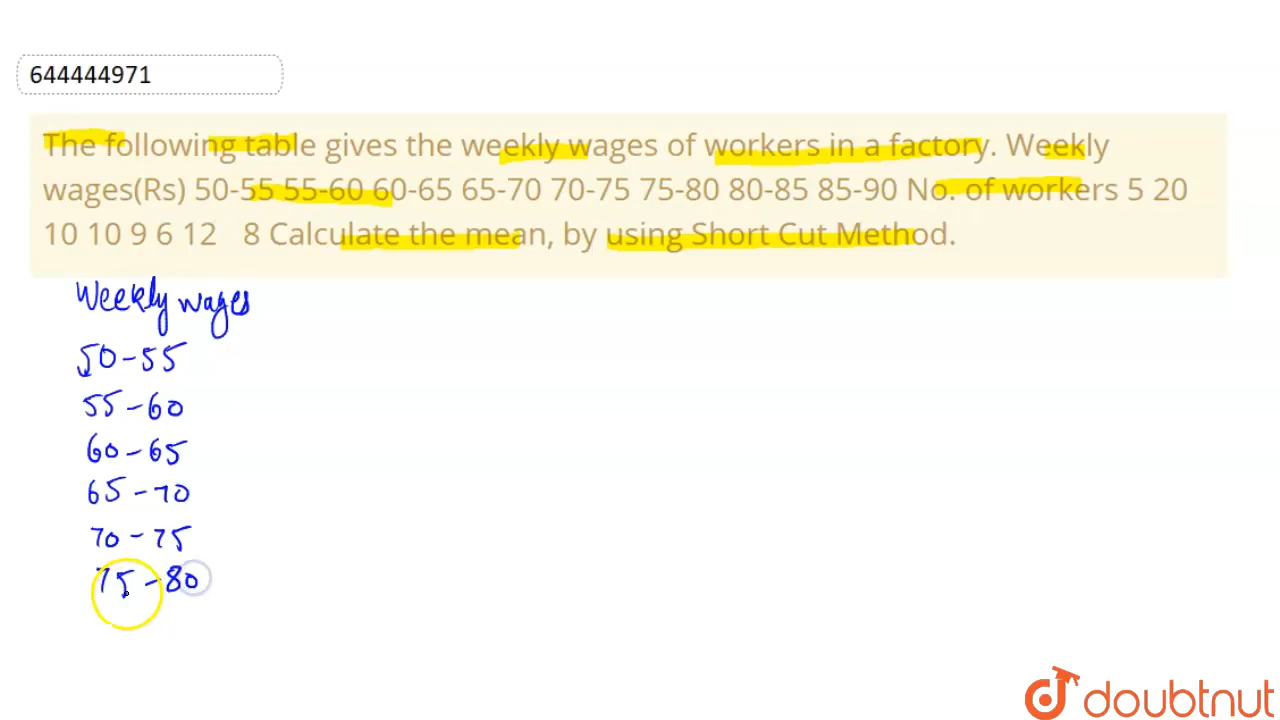 644444971
The following table gives the weekly wages of workers in a factory. Weekly
wages(Rs) 50-55 55-60 60-65 65-70 70-75 75-80 80-85 85-90 No. of workers 5 20
10 10 9 6 12 8 Calculate the mean, by using Short Cut Method.
Weekly wages
50-55
55-60
60-65
65-70
70-75
75-80
doubtnut